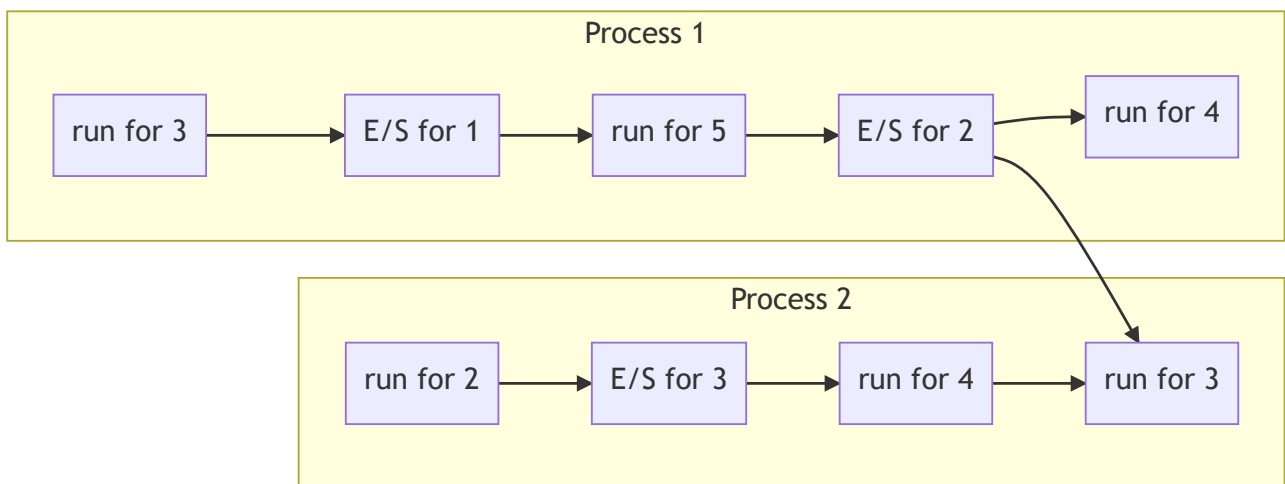 Process 1
run for 3
E/S for 1
run for 5
E/S for 2
run for 4
Process 2
run for 2
E/S for 3
run for 4
run for 3